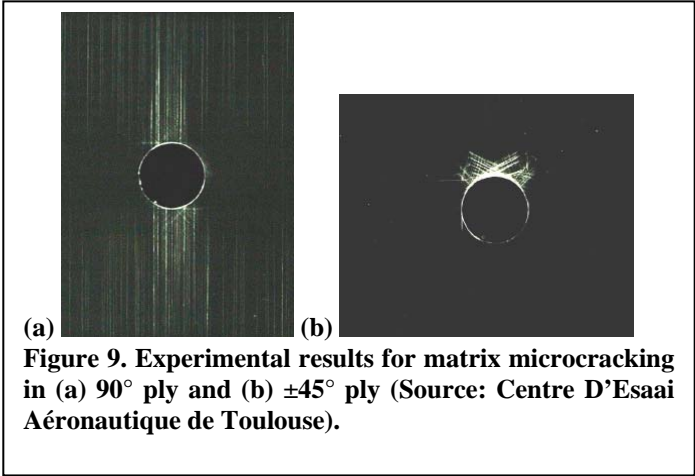 (a) (b)
Figure 9. Experimental results for matrix microcracking
in (a) 90° ply and (b) ±45° ply (Source: Centre D’Esaai
Aéronautique de Toulouse).